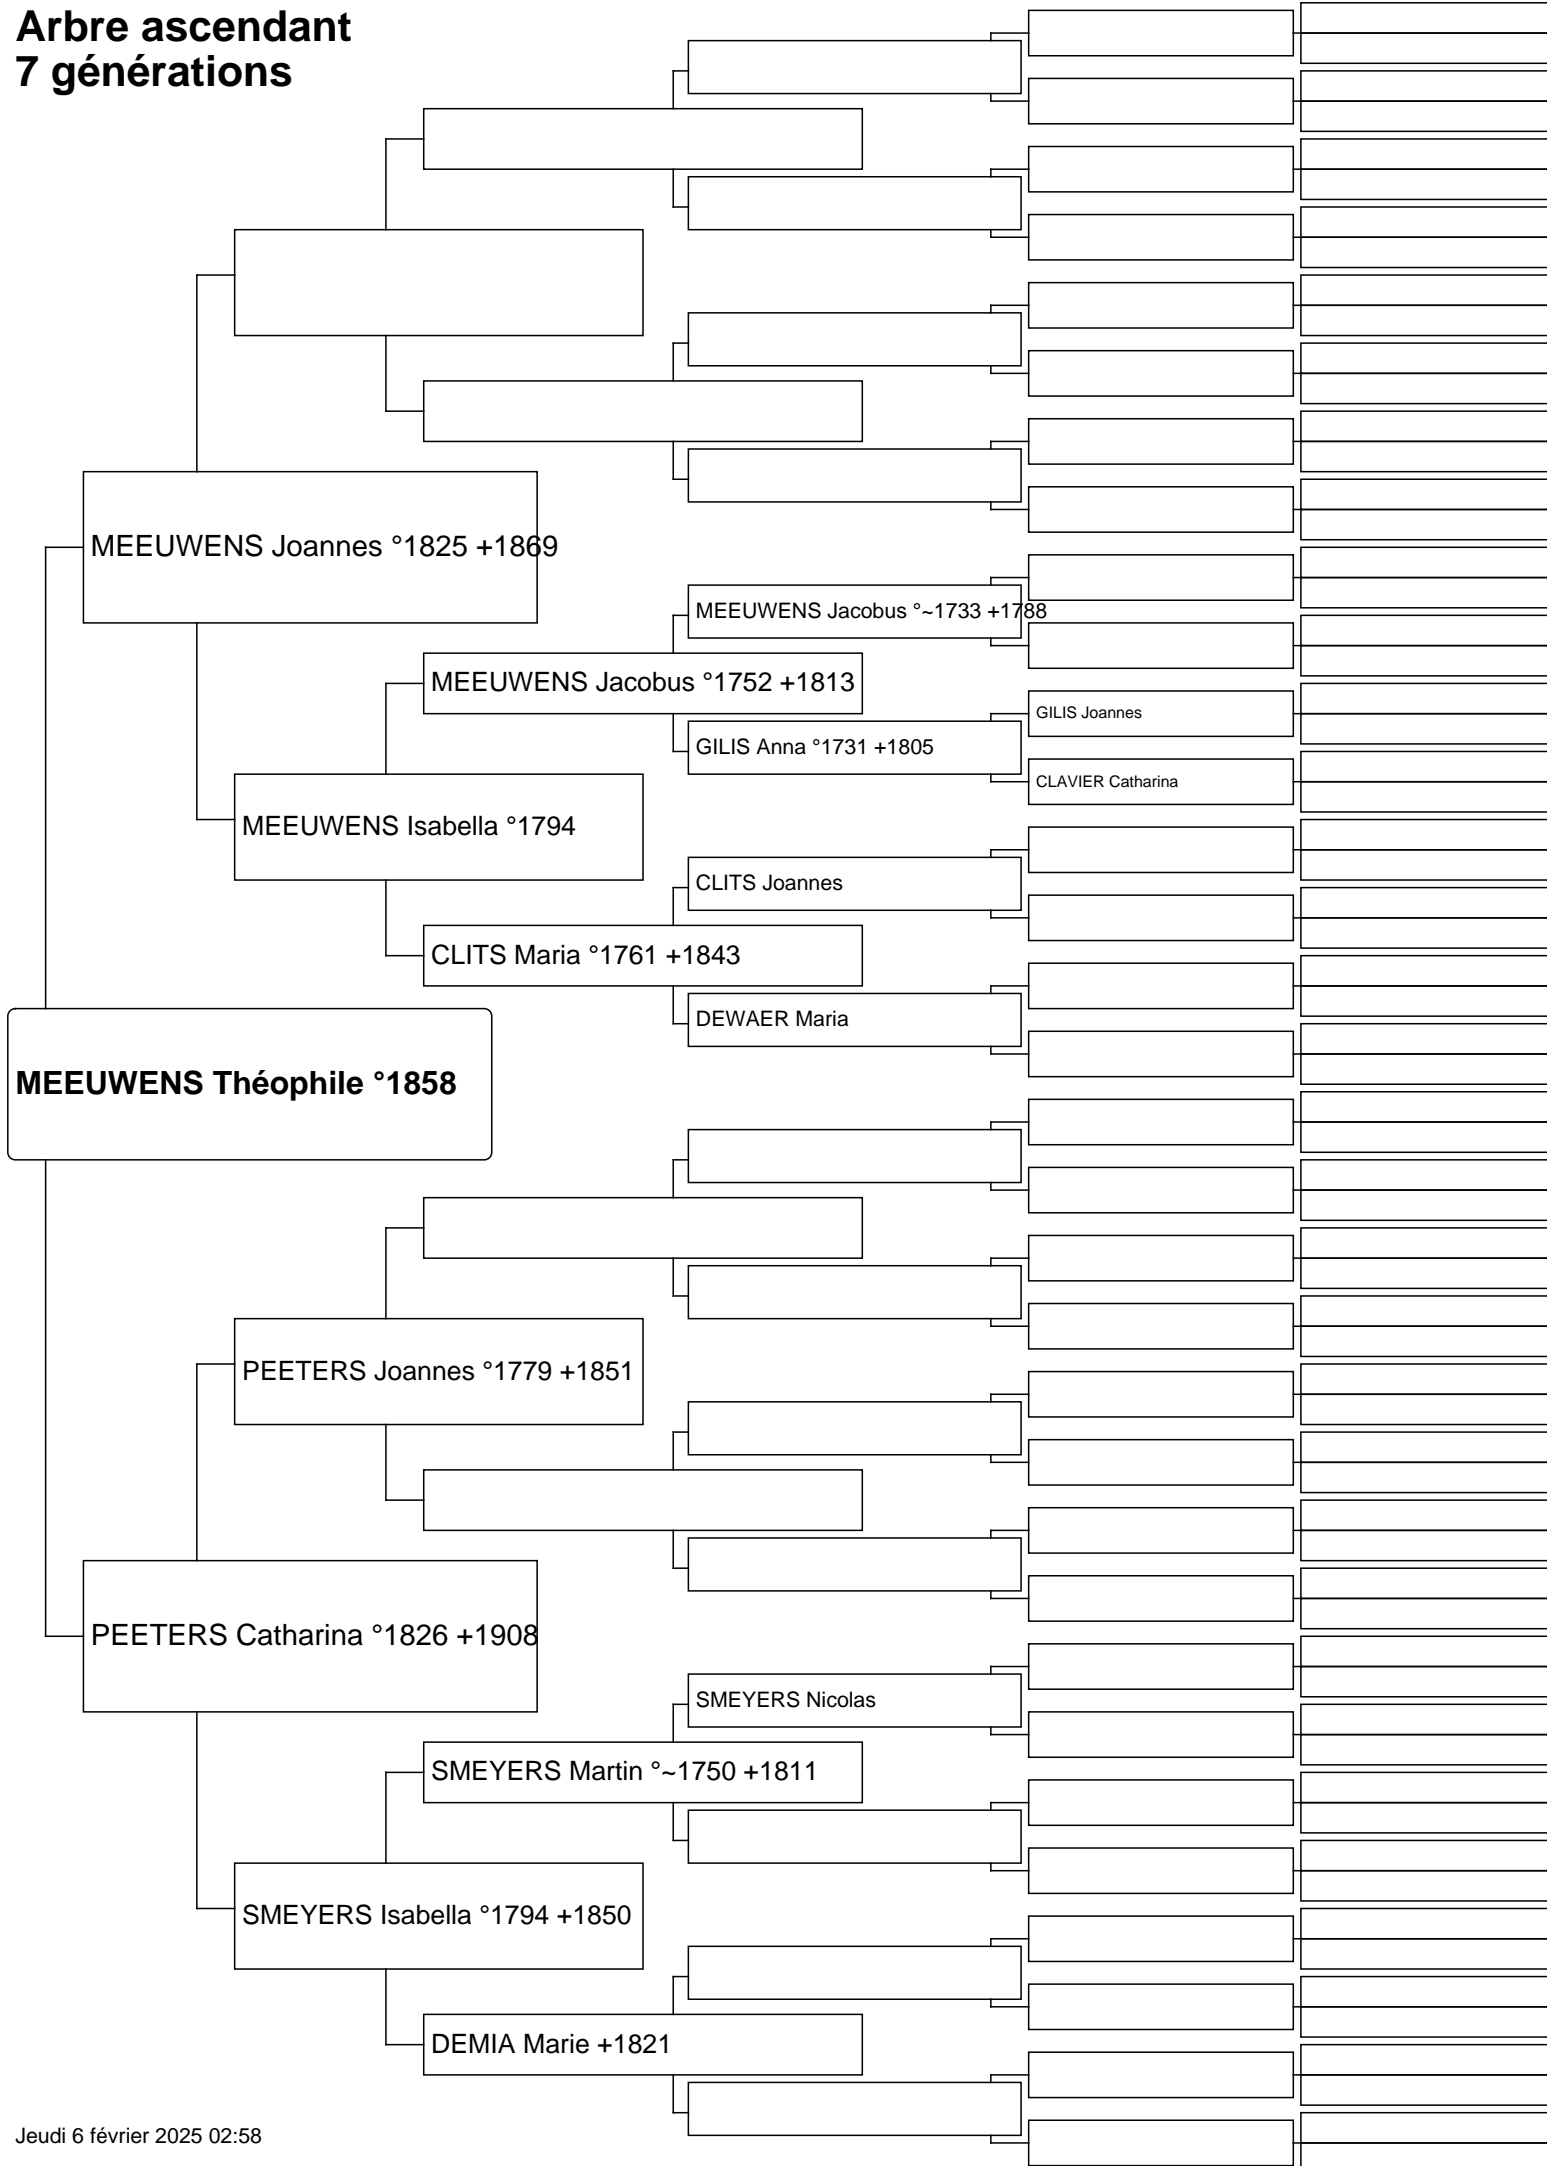 Arbre ascendant
7 générations
MEEUWENS Joannes °1825 +1869
MEEUWENS Jacobus °~1733 +1788
MEEUWENS Jacobus °1752 +1813
GILIS Joannes
GILIS Anna °1731 +1805
CLAVIER Catharina
MEEUWENS Isabella °1794
CLITS Joannes
CLITS Maria °1761 +1843
DEWAER Maria
MEEUWENS Théophile °1858
PEETERS Joannes °1779 +1851
PEETERS Catharina °1826 +1908
SMEYERS Nicolas
SMEYERS Martin °~1750 +1811
SMEYERS Isabella °1794 +1850
DEMIA Marie +1821
Jeudi 6 février 2025 02:58